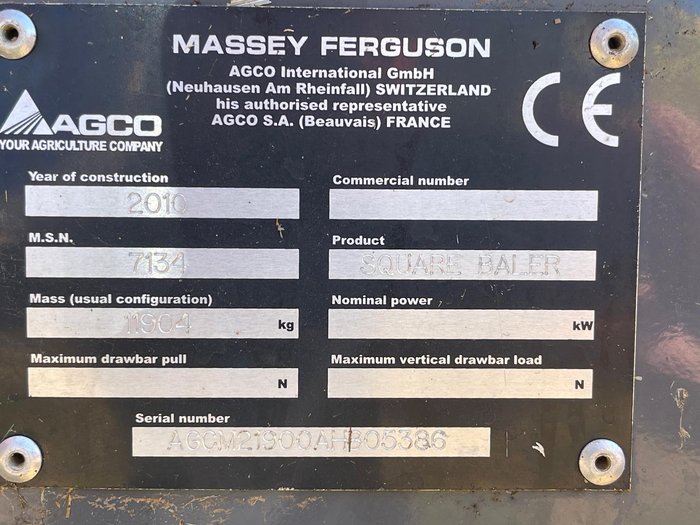 MASSEY FERGUSON
AGCO International GmbH
(Neuhausen Am Rheinfall) SWITZERLAND
his authorised representative
AGCO S.A. (Beauvais) FRANCE
CE
AGCO
YOUR AGRICULTURE COMPANY
Year of construction
2010
Commercial number
M.S.N.
7134
Product
SQUARE BALER
Mass (usual configuration)
11904 kg
Nominal power
kW
Maximum drawbar pull
N
Maximum vertical drawbar load
N
Serial number
AGCM21900AHB05386